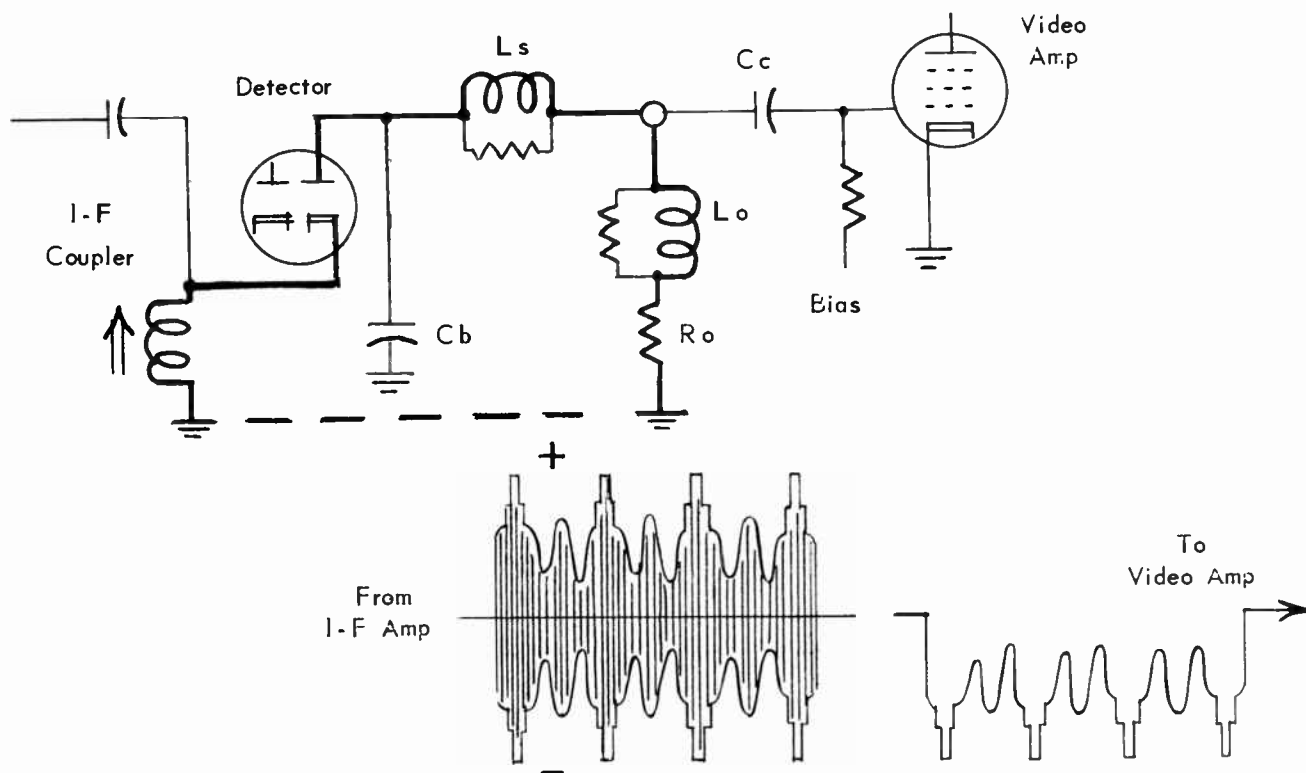 Video
Amp
Ls
Cc
Detector
I-F
Coupler
Lo
Bias
Cb
Ro
+
From
I-F Amp
To
Video Amp
-